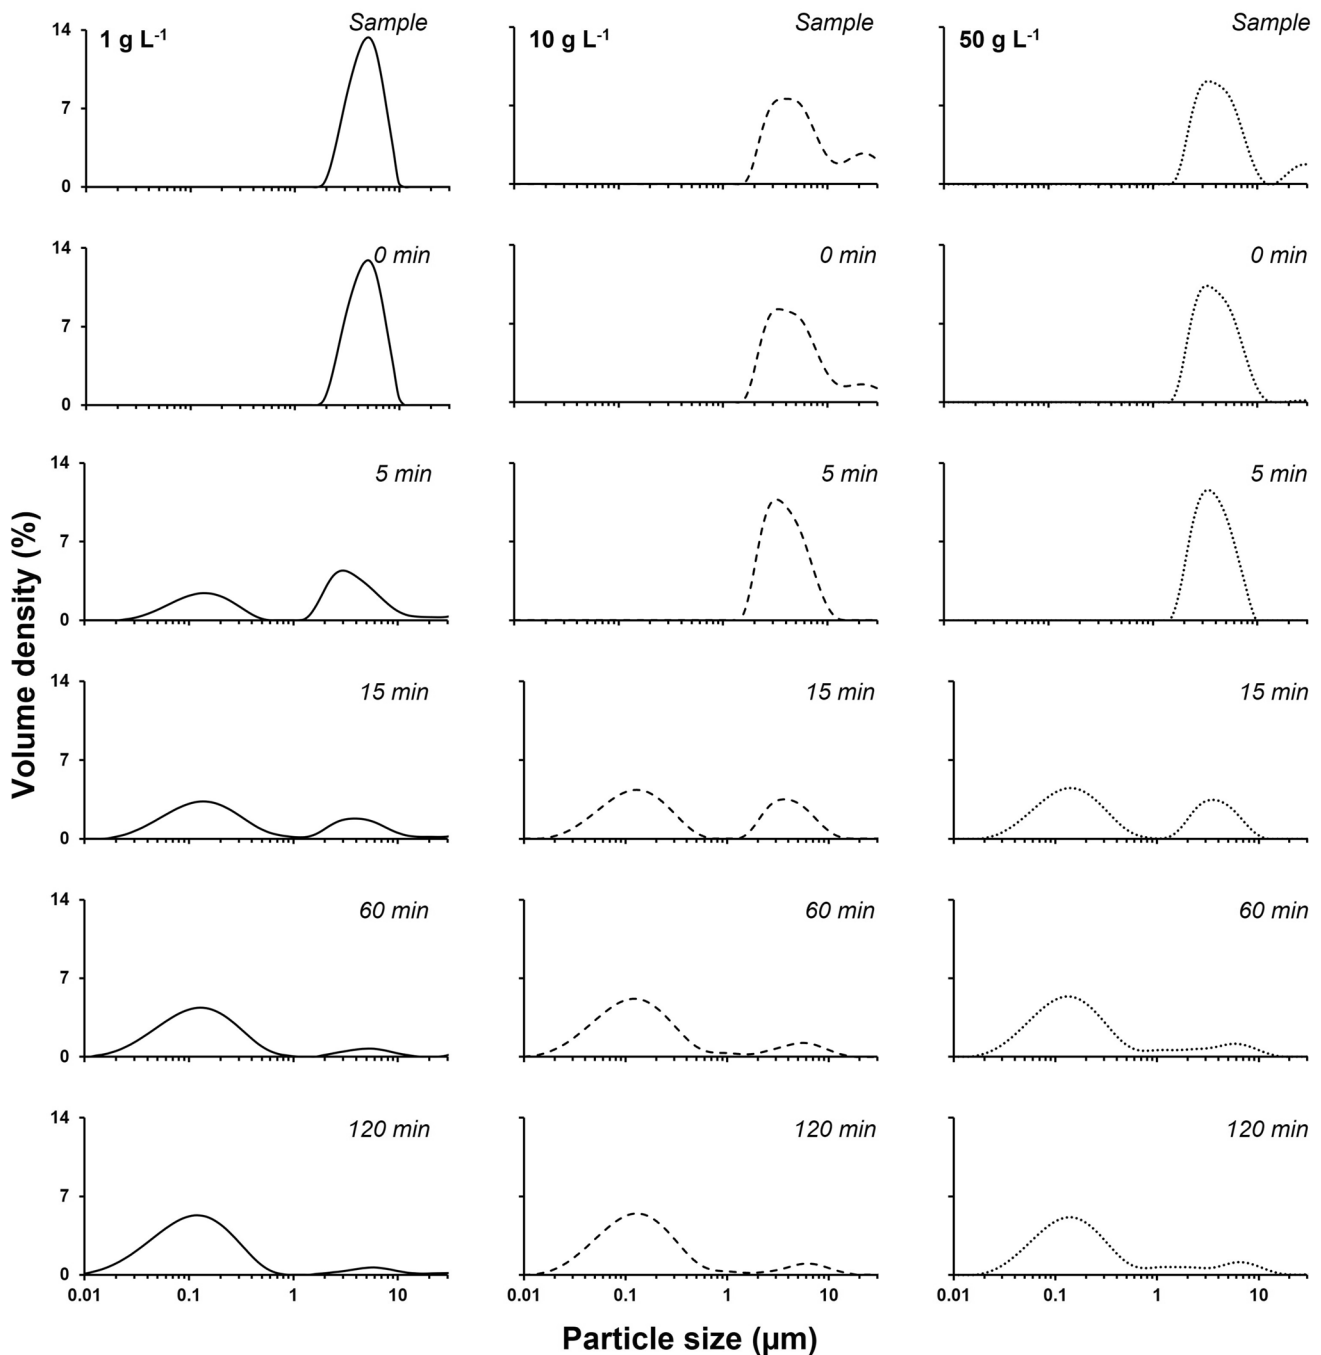 Sample
Sample
Sample
14
1 g L⁻¹
10 g L⁻¹
50 g L⁻¹
7
0
14
0 min
0 min
0 min
7
0
14
5 min
5 min
5 min
7
0
14
15 min
15 min
15 min
7
0
14
60 min
60 min
60 min
7
0
14
120 min
120 min
120 min
7
0
0.01 0.1 1 10
0.01 0.1 1 10
0.01 0.1 1 10
Volume density (%)
Particle size (µm)